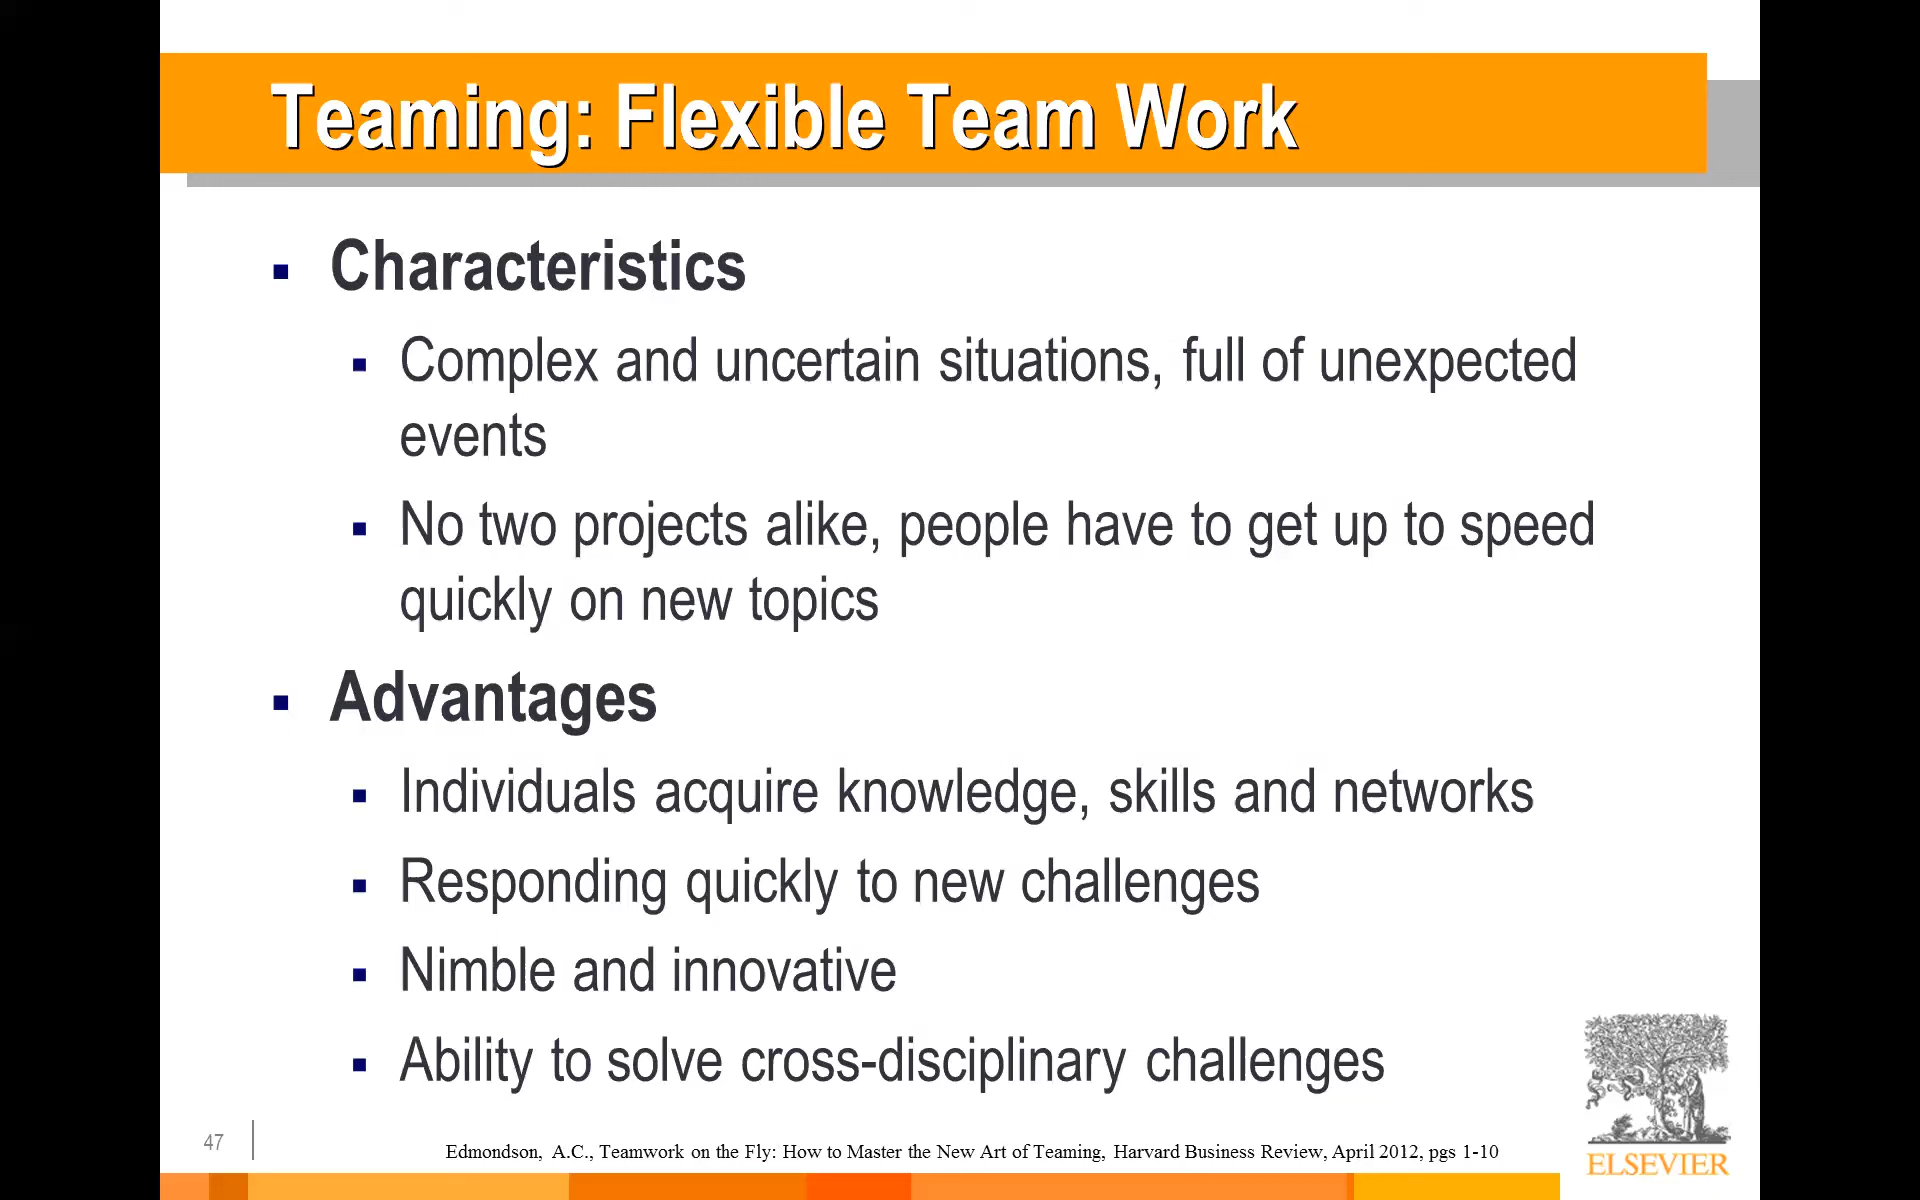 Teaming: Flexible Team Work
▪ Characteristics
▪ Complex and uncertain situations, full of unexpected
events
▪ No two projects alike, people have to get up to speed
quickly on new topics
▪ Advantages
▪ Individuals acquire knowledge, skills and networks
▪ Responding quickly to new challenges
▪ Nimble and innovative
▪ Ability to solve cross-disciplinary challenges
47
Edmondson, A.C., Teamwork on the Fly: How to Master the New Art of Teaming, Harvard Business Review, April 2012, pgs 1-10
ELSEVIER